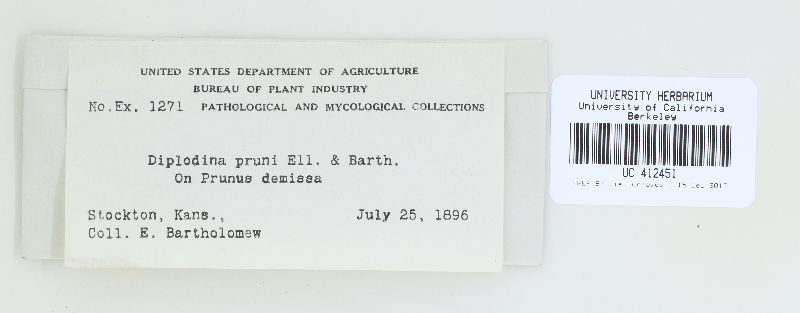 UNITED STATES DEPARTMENT OF AGRICULTURE
BUREAU OF PLANT INDUSTRY
No.Ex. 1271 PATHOLOGICAL AND MYCOLOGICAL COLLECTIONS
Diplodina pruni Ell. & Barth.
On Prunus demissa
Stockton, Kans., July 25, 1896
Coll. E. Bartholomew
UNIVERSITY HERBARIUM
University of California
Berkeley
UC 412451